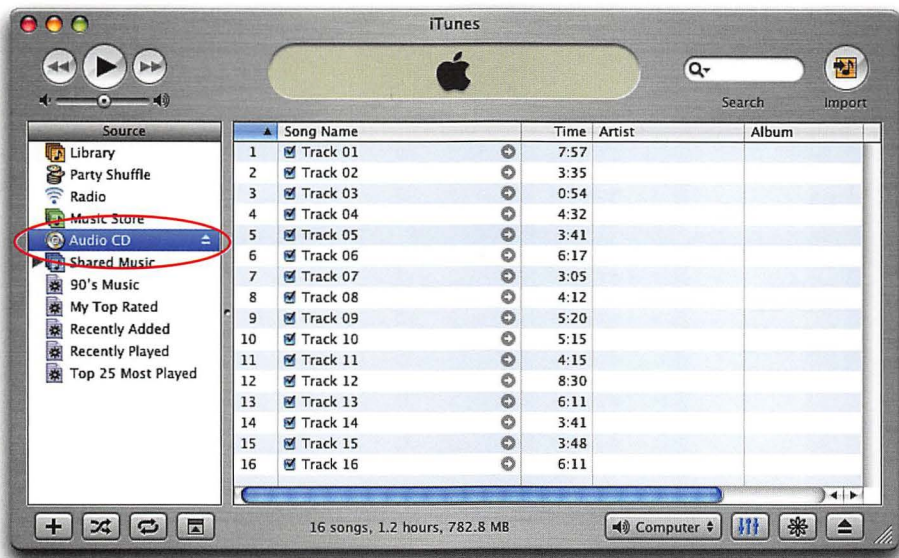 iTunes
Search
Import
Source
Library
Party Shuffle
Radio
Music Store
Audio CD
Shared Music
90's Music
My Top Rated
Recently Added
Recently Played
Top 25 Most Played
Song Name Time Artist Album
1 Track 01 7:57
2 Track 02 3:35
3 Track 03 0:54
4 Track 04 4:32
5 Track 05 3:41
6 Track 06 6:17
7 Track 07 3:05
8 Track 08 4:12
9 Track 09 5:20
10 Track 10 5:15
11 Track 11 4:15
12 Track 12 8:30
13 Track 13 6:11
14 Track 14 3:41
15 Track 15 3:48
16 Track 16 6:11
16 songs, 1.2 hours, 782.8 MB
Computer